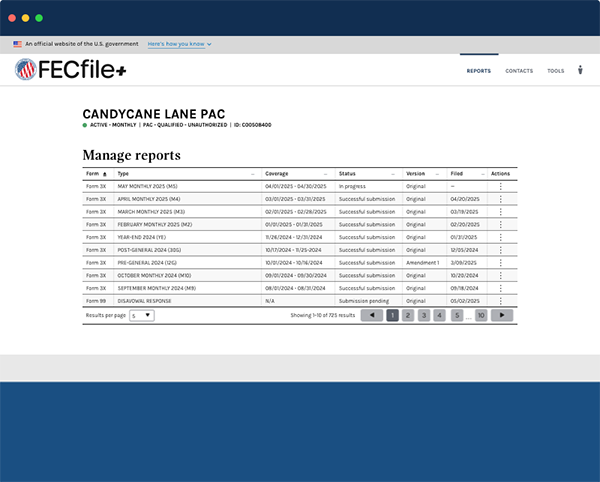 An official website of the U.S. government Here's how you know
FECfile+ REPORTS CONTACTS TOOLS
CANDYCANE LANE PAC
ACTIVE - MONTHLY | PAC - QUALIFIED - UNAUTHORIZED | ID: C00508400
Manage reports
Form Type Coverage Status Version Filed Actions
Form 3X MAY MONTHLY 2025 (M5) 04/01/2025 - 04/30/2025 In progress Original —
Form 3X APRIL MONTHLY 2025 (M4) 03/01/2025 - 03/31/2025 Successful submission Original 04/20/2025
Form 3X MARCH MONTHLY 2025 (M3) 02/01/2025 - 02/28/2025 Successful submission Original 03/19/2025
Form 3X FEBRUARY MONTHLY 2025 (M2) 01/01/2025 - 01/31/2025 Successful submission Original 02/20/2025
Form 3X YEAR-END 2024 (YE) 11/26/2024 - 12/31/2024 Successful submission Original 01/31/2025
Form 3X POST-GENERAL 2024 (30G) 10/17/2024 - 11/25-2024 Successful submission Original 12/05/2024
Form 3X PRE-GENERAL 2024 (12G) 10/01/2024 - 10/16/2024 Successful submission Amendment 1 3/09/2025
Form 3X OCTOBER MONTHLY 2024 (M10) 09/01/2024 - 09/30/2024 Successful submission Original 10/20/2024
Form 3X SEPTEMBER MONTHLY 2024 (M9) 08/01/2024 - 08/31/2024 Successful submission Original 09/18/2024
Form 99 DISAVOWAL RESPONSE N/A Submission pending Original 05/02/2025
Results per page 5 Showing 1-10 of 725 results 1 2 3 4 5 ... 10